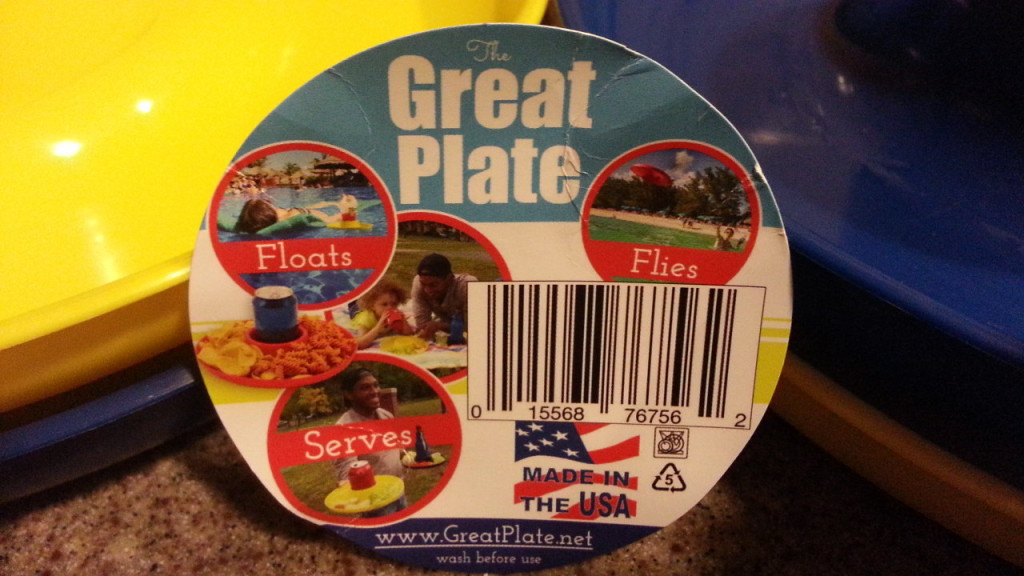 The
Great
Plate
Floats
Flies
Serves
0 15568 76756 2
MADE IN
THE USA
5
www.GreatPlate.net
wash before use